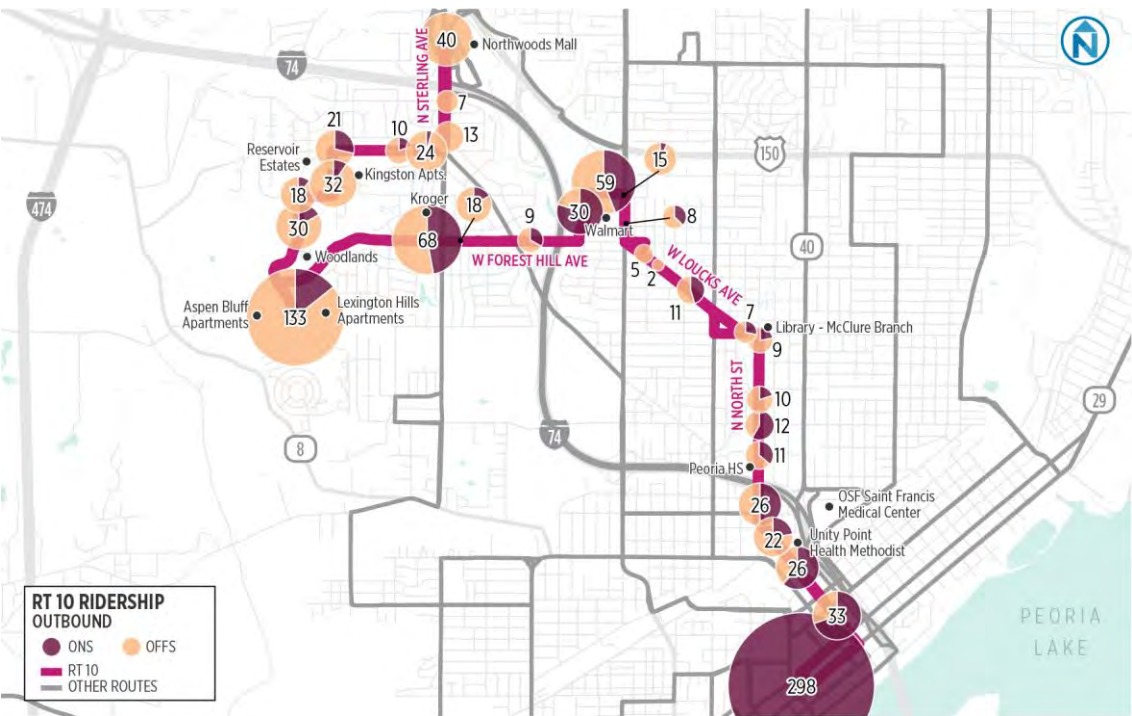 N
40
Northwoods Mall
74
N STERLING AVE
7
13
21
10
24
Reservoir
Estates
32
Kingston Apts.
18
30
Kroger
18
68
9
59
15
30
Walmart
8
150
474
40
W FOREST HILL AVE
Woodlands
5
2
W LOUCKS AVE
11
Aspen Bluff
Apartments
133
Lexington Hills
Apartments
7
Library - McClure Branch
9
N NORTH ST
10
12
11
29
8
74
Peoria HS
26
OSF Saint Francis
Medical Center
22
Unity Point
Health Methodist
26
33
298
PEORIA
LAKE
RT 10 RIDERSHIP
OUTBOUND
ONS
OFFS
RT 10
OTHER ROUTES